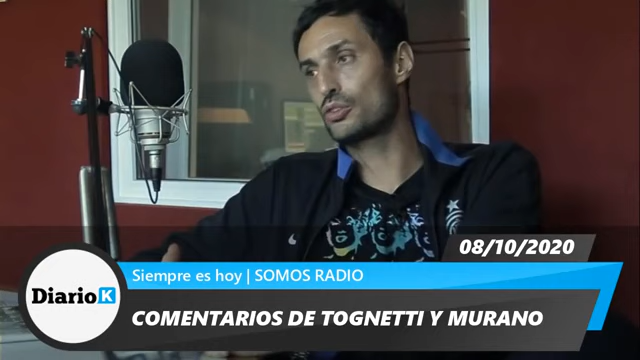 08/10/2020
Siempre es hoy | SOMOS RADIO
Diario K
COMENTARIOS DE TOGNETTI Y MURANO